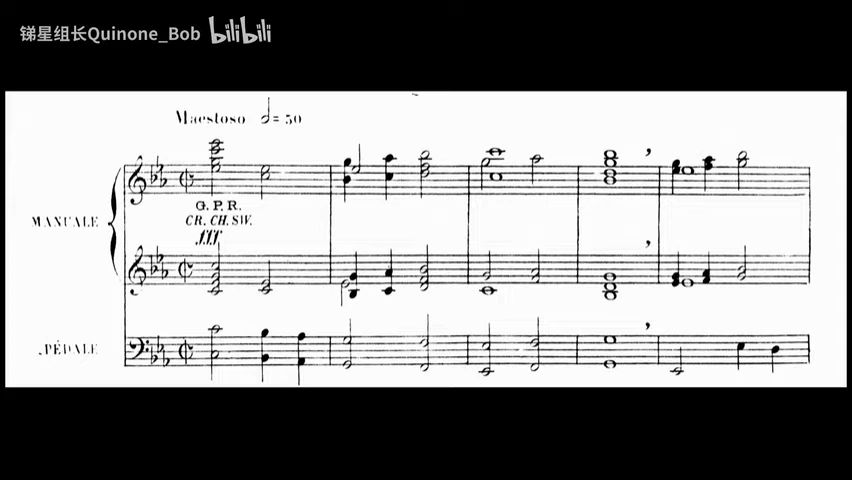 锑星组长Quinone_Bob bilibili
Maestoso 𝅗𝅥 = 50
G. P. R.
MANUALE
CR. CH. SW.
fff
PÉDALE